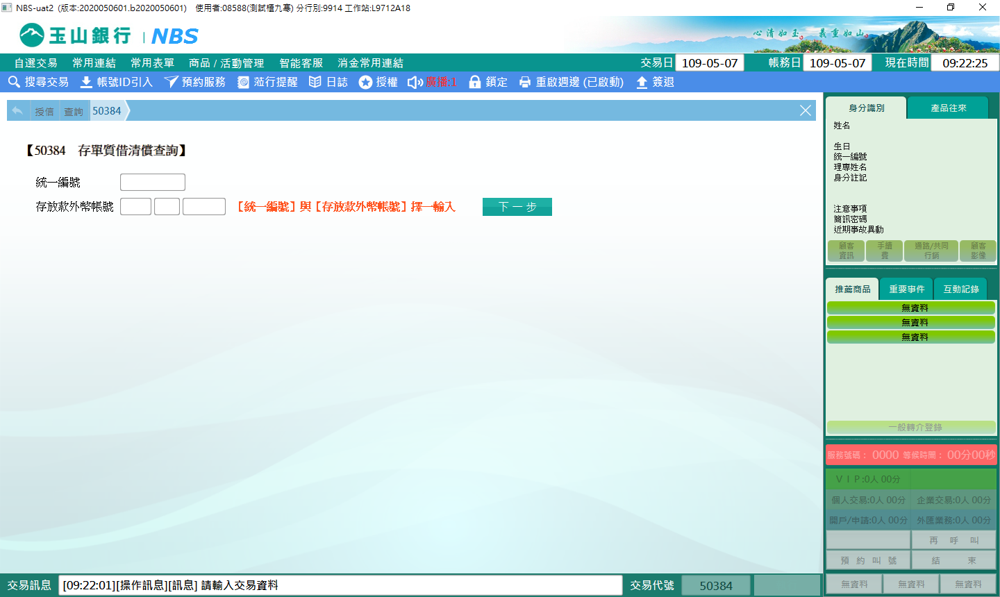 NBS-uat2 (版本:2020050601.b2020050601) 使用者:08588(測試櫃九寒) 分行別:9914 工作站:L9712A18
玉山銀行 NBS
心清如玉。義重如山。
自選交易 常用連結 常用表單 商品 / 活動管理 智能客服 消金常用連結 交易日 109-05-07 帳務日 109-05-07 現在時間 09:22:25
搜尋交易 帳號ID引入 預約服務 蒞行提醒 日誌 授權 廣播:1 鎖定 重啟週邊 (已啟動) 簽退
授信 查詢 50384
【50384 存單質借清償查詢】
統一編號
存放款外幣帳號 【統一編號】與【存放款外幣帳號】擇一輸入 下一步
身分識別 產品往來
姓名
生日
統一編號
理專姓名
身分註記
注意事項
簡訊密碼
近期事故異動
顧客資訊 手續費 通路/共同行銷 顧客影像
推薦商品 重要事件 互動記錄
無資料
無資料
無資料
一般轉介登錄
服務號碼： 0000 等候時間： 00分00秒
ＶＩＰ:0人 00分
個人交易:0人 00分 企業交易:0人 00分
開戶/申請:0人 00分 外匯業務:0人 00分
再 呼 叫
預 約 叫 號 結 束
無資料 無資料 無資料
交易訊息 [09:22:01][操作訊息][訊息] 請輸入交易資料 交易代號 50384